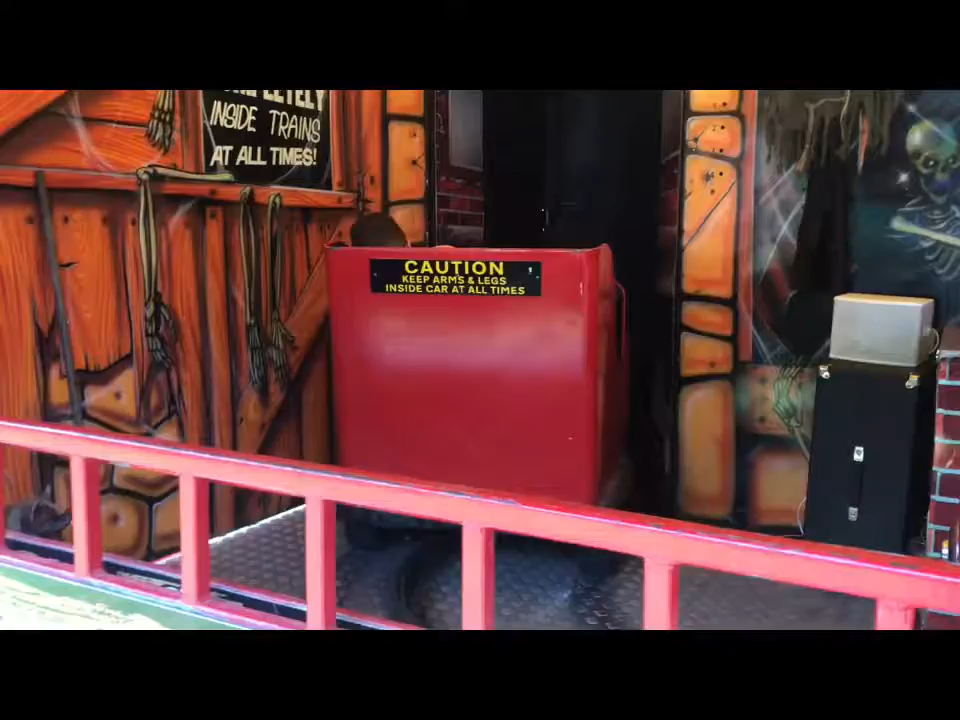 INSIDE TRAINS
AT ALL TIMES!
CAUTION
KEEP ARMS & LEGS
INSIDE CAR AT ALL TIMES